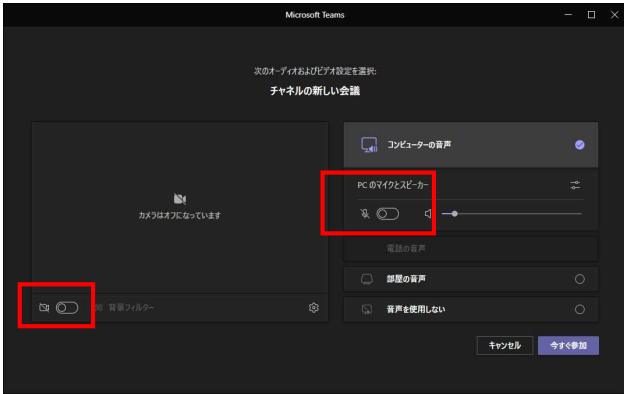 Microsoft Teams
次のオーディオおよびビデオ設定を選択:
チャネルの新しい会議
コンピューターの音声
PC のマイクとスピーカー
カメラはオフになっています
電話の音声
部屋の音声
背景フィルター
音声を使用しない
キャンセル
今すぐ参加